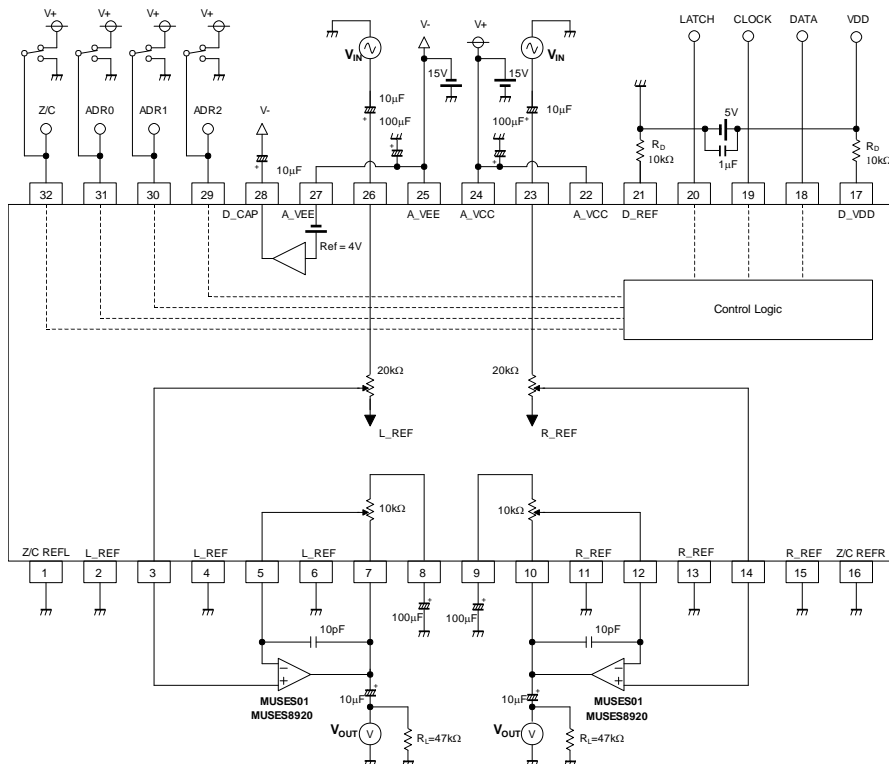 V+ V+ V+ V+ V- V+ LATCH CLOCK DATA VDD
VIN VIN
15V 15V
10μF 10μF
Z/C ADR0 ADR1 ADR2 V- 100μF 100μF 5V
RD
10kΩ
1μF
RD
10kΩ
10μF
32 31 30 29 28 27 26 25 24 23 22 21 20 19 18 17
D_CAP A_VEE A_VEE A_VCC A_VCC D_REF D_VDD
Ref = 4V
Control Logic
20kΩ 20kΩ
L_REF R_REF
10kΩ 10kΩ
Z/C REFL L_REF L_REF L_REF R_REF R_REF R_REF Z/C REFR
1 2 3 4 5 6 7 8 9 10 11 12 13 14 15 16
100μF 100μF
10pF 10pF
MUSES01
MUSES8920
MUSES01
MUSES8920
10μF 10μF
VOUT V RL=47kΩ VOUT V RL=47kΩ